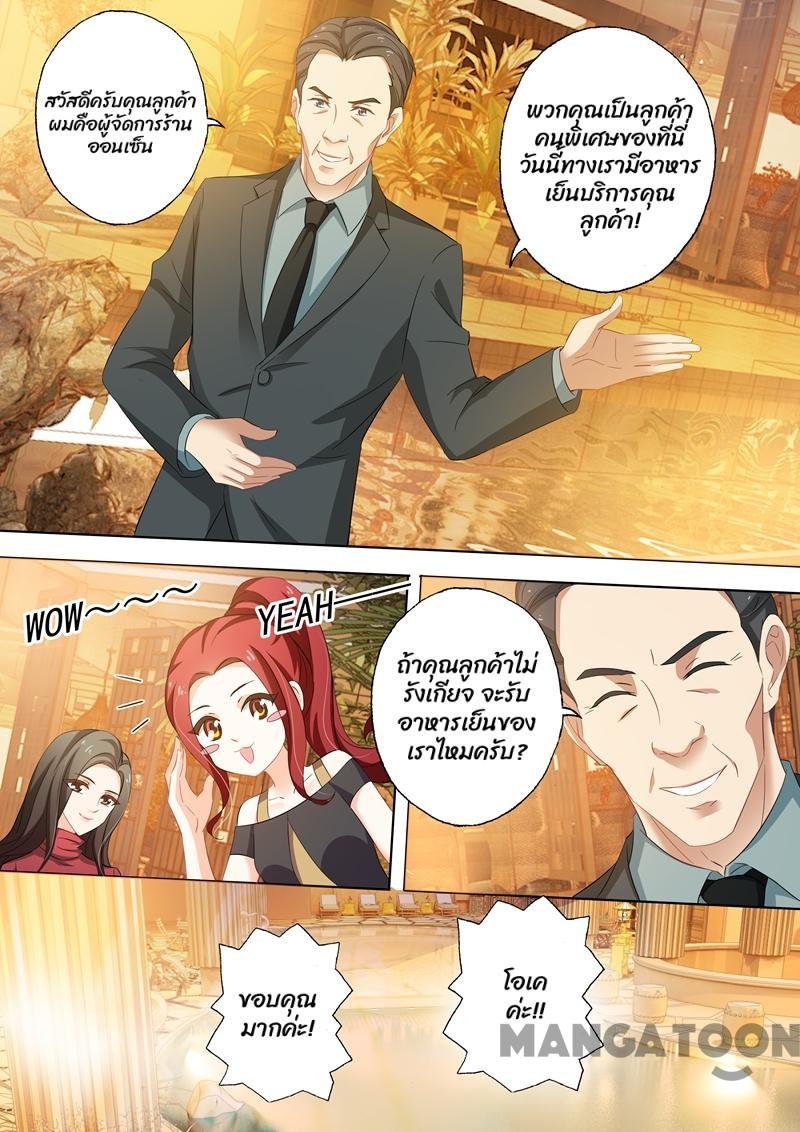 สวัสดีครับคุณลูกค้า
ผมคือผู้จัดการร้าน
ออนเซ็น
พวกคุณเป็นลูกค้า
คนพิเศษของที่นี่
วันนี้ทางเรามีอาหาร
เย็นบริการคุณ
ลูกค้า!
WOW～～～
YEAH——
ถ้าคุณลูกค้าไม่
รังเกียจ จะรับ
อาหารเย็นของ
เราไหมครับ?
ขอบคุณ
มากค่ะ!
โอเค
ค่ะ!!
MANGATOON